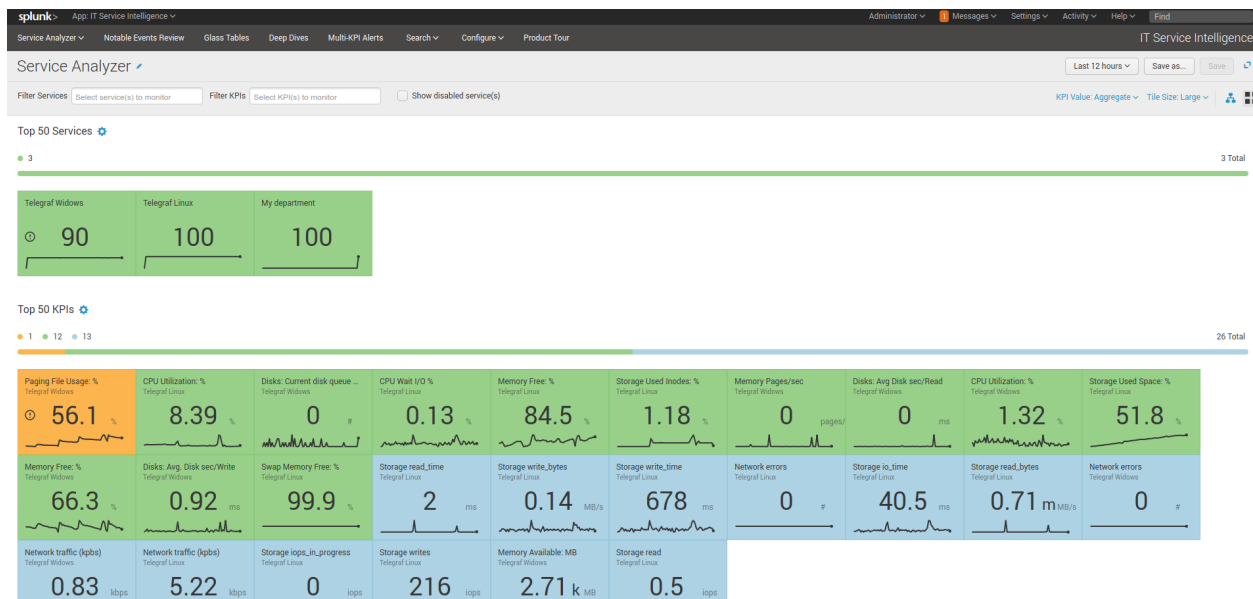 splunk> App: IT Service Intelligence Administrator 1 Messages Settings Activity Help Find
Service Analyzer Notable Events Review Glass Tables Deep Dives Multi-KPI Alerts Search Configure Product Tour IT Service Intelligence
Service Analyzer Last 12 hours Save as... Save
Filter Services Select service(s) to monitor Filter KPIs Select KPI(s) to monitor Show disabled service(s) KPI Value: Aggregate Tile Size: Large
Top 50 Services
3 3 Total
Telegraf Widows Telegraf Linux My department
90 100 100
Top 50 KPIs
1 12 13 26 Total
Paging File Usage: % CPU Utilization: % Disks: Current disk queue ... CPU Wait I/O % Memory Free: % Storage Used Inodes: % Memory Pages/sec Disks: Avg Disk sec/Read CPU Utilization: % Storage Used Space: %
Telegraf Widows Telegraf Linux Telegraf Widows Telegraf Linux Telegraf Linux Telegraf Linux Telegraf Widows Telegraf Widows Telegraf Widows Telegraf Linux
56.1 % 8.39 % 0 # 0.13 % 84.5 % 1.18 % 0 pages/ 0 ms 1.32 % 51.8 %
Memory Free: % Disks: Avg. Disk sec/Write Swap Memory Free: % Storage read_time Storage write_bytes Storage write_time Network errors Storage io_time Storage read_bytes Network errors
Telegraf Widows Telegraf Widows Telegraf Linux Telegraf Linux Telegraf Linux Telegraf Linux Telegraf Linux Telegraf Linux Telegraf Linux Telegraf Widows
66.3 % 0.92 ms 99.9 % 2 ms 0.14 MB/s 678 ms 0 # 40.5 ms 0.71 m MB/s 0 #
Network traffic (kpbs) Network traffic (kpbs) Storage iops_in_progress Storage writes Memory Available: MB Storage read
Telegraf Widows Telegraf Linux Telegraf Linux Telegraf Linux Telegraf Widows Telegraf Linux
0.83 kbps 5.22 kbps 0 iops 216 iops 2.71 k MB 0.5 iops